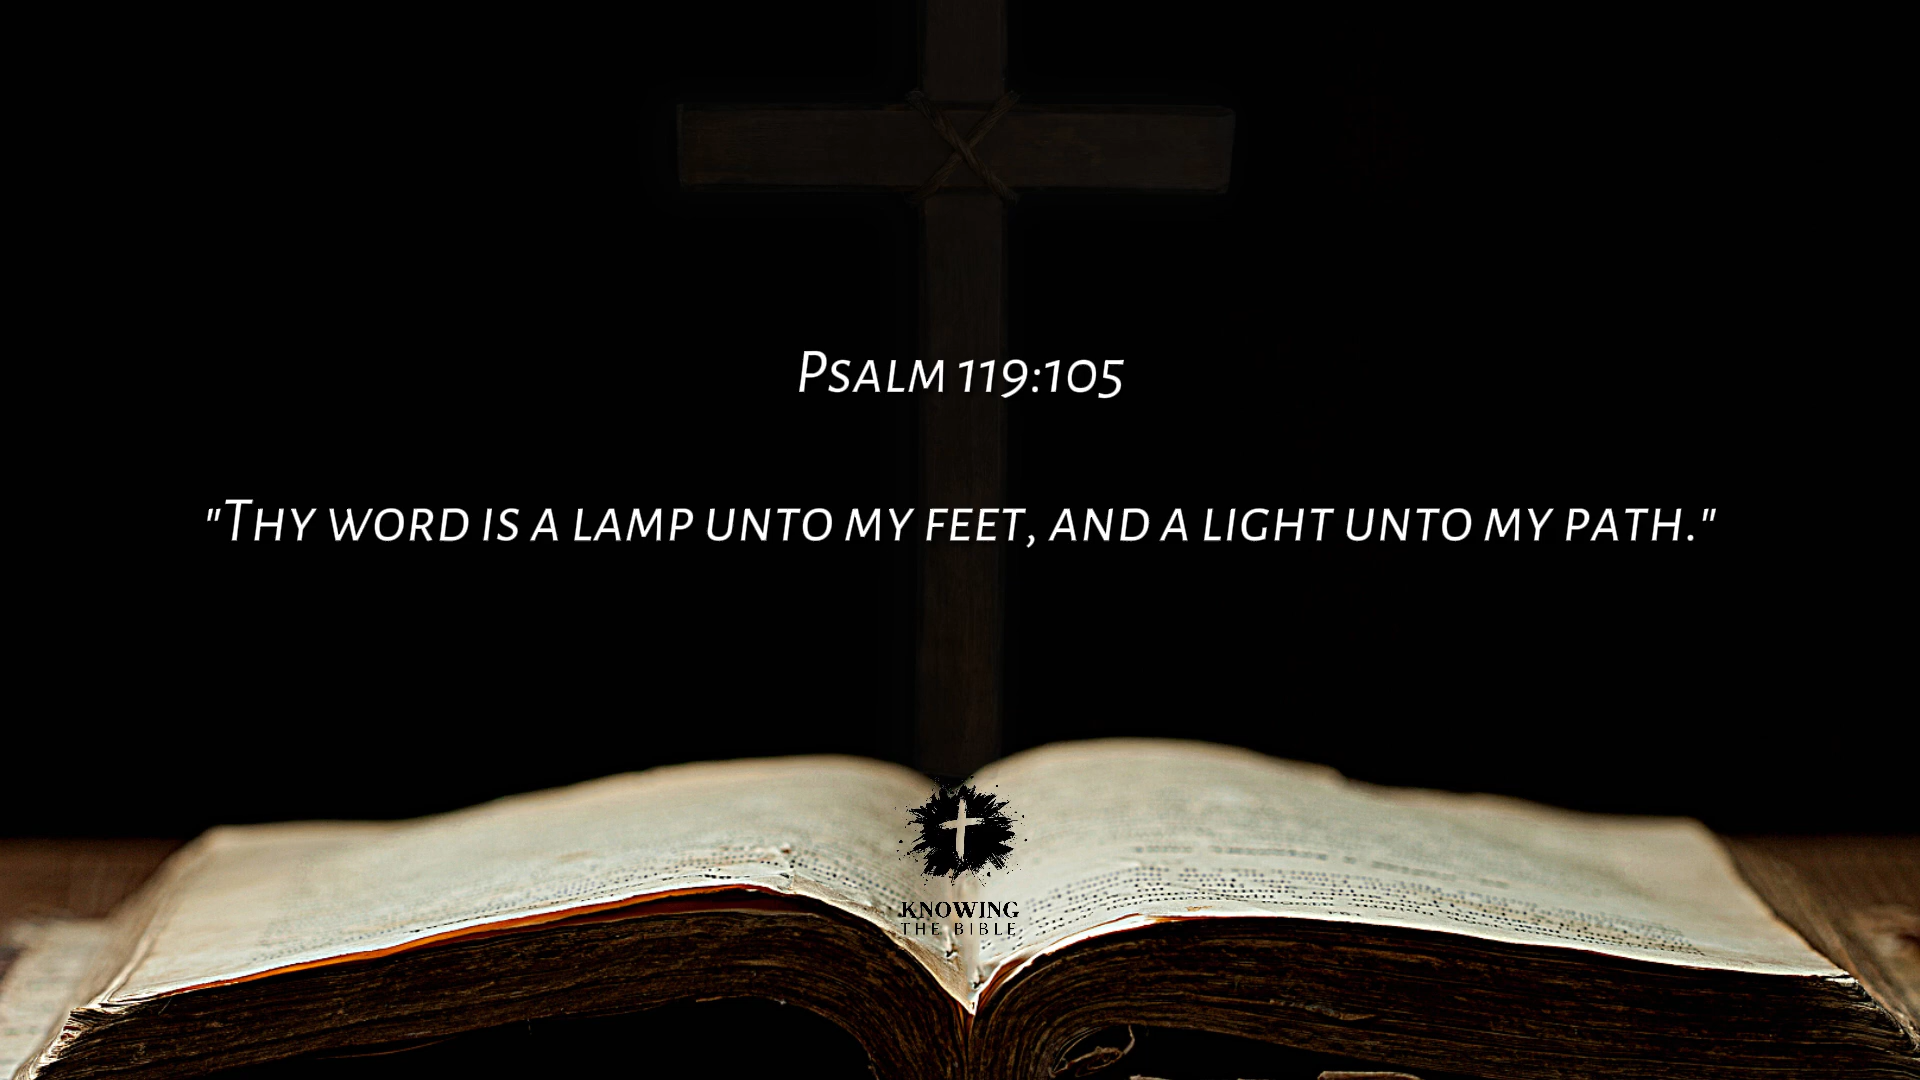 Psalm 119:105
"Thy word is a lamp unto my feet, and a light unto my path."
KNOWING
THE BIBLE